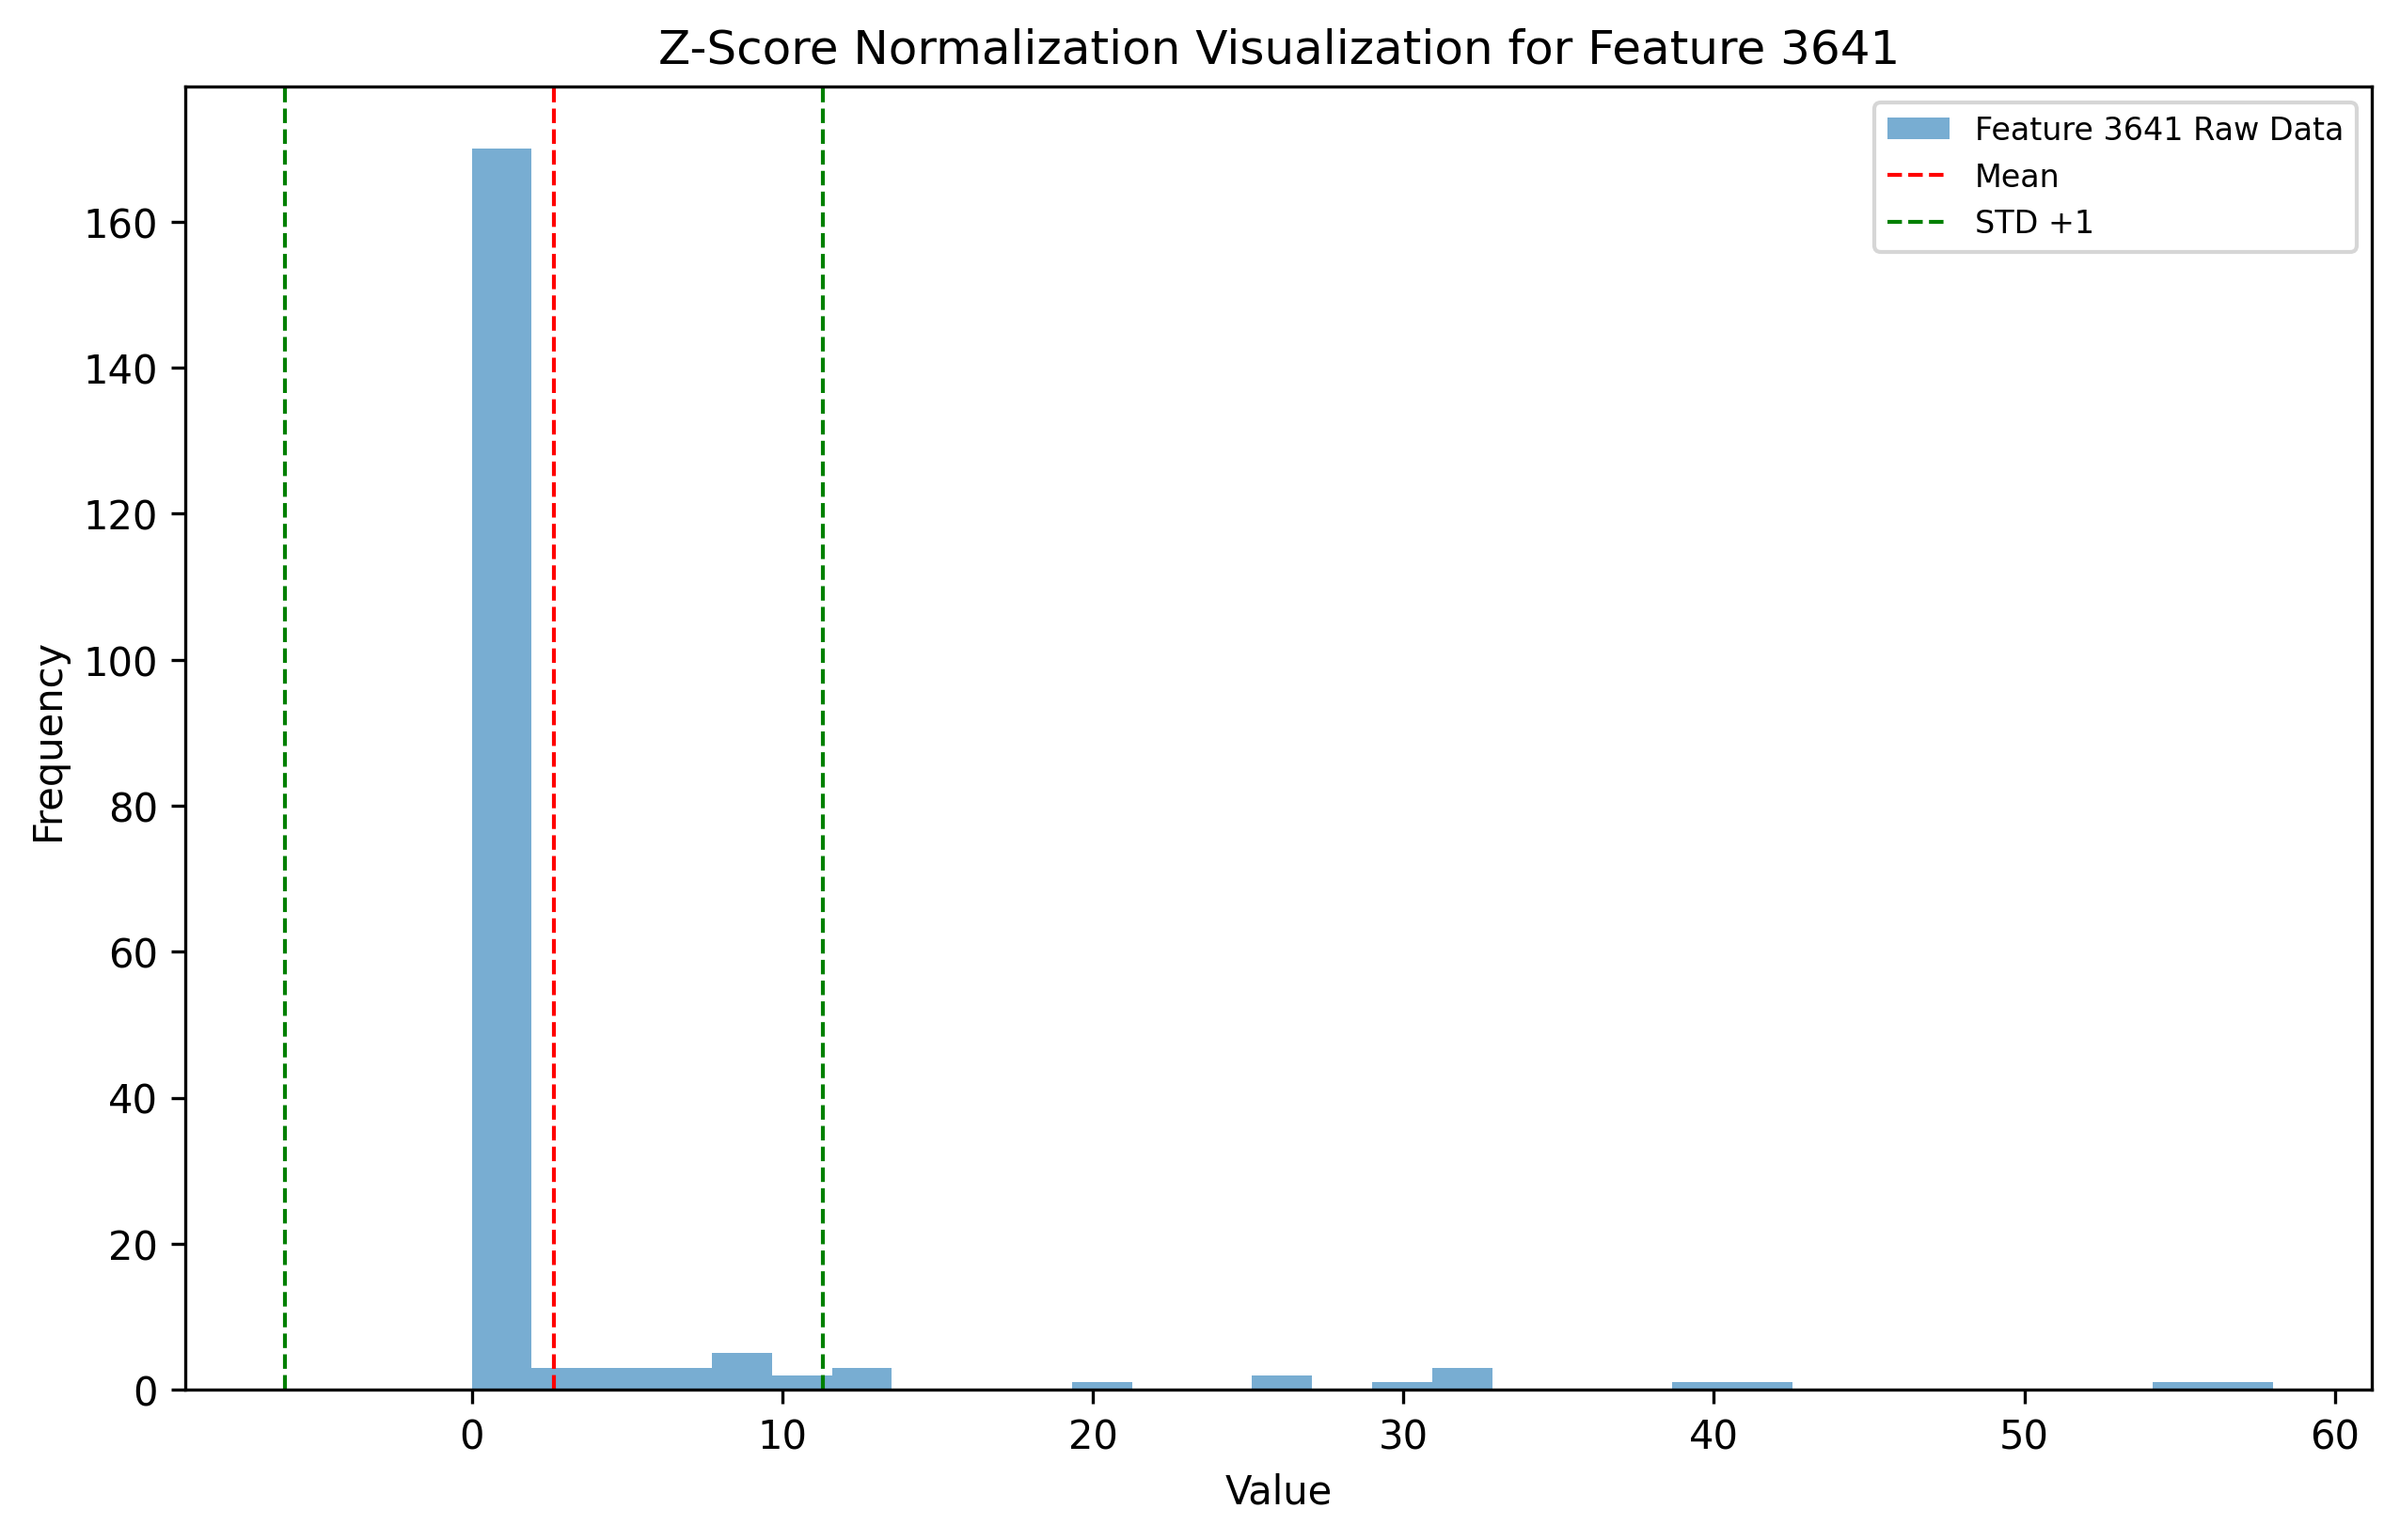 Z-Score Normalization Visualization for Feature 3641
Feature 3641 Raw Data
Mean
STD +1
160
140
120
100
80
60
40
20
0
Frequency
0 10 20 30 40 50 60
Value